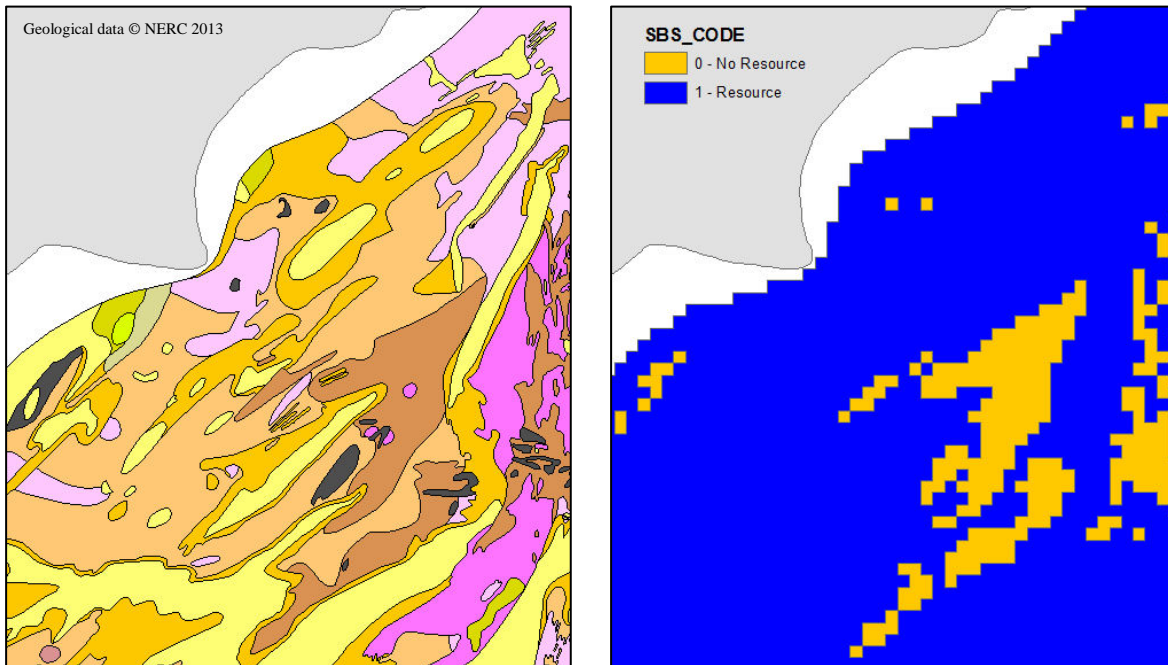 Geological data © NERC 2013
SBS_CODE
0 - No Resource
1 - Resource